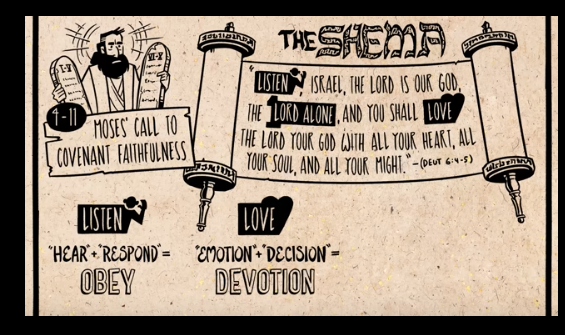 THE SHEMA
I-V VI-X
4-11
MOSES' CALL TO
COVENANT FAITHFULNESS
"LISTEN ISRAEL, THE LORD IS OUR GOD,
THE LORD ALONE, AND YOU SHALL LOVE
THE LORD YOUR GOD WITH ALL YOUR HEART, ALL
YOUR SOUL, AND ALL YOUR MIGHT." -(DEUT 6:4-5)
LISTEN
"HEAR"+"RESPOND"=
OBEY
LOVE
"EMOTION"+"DECISION"=
DEVOTION